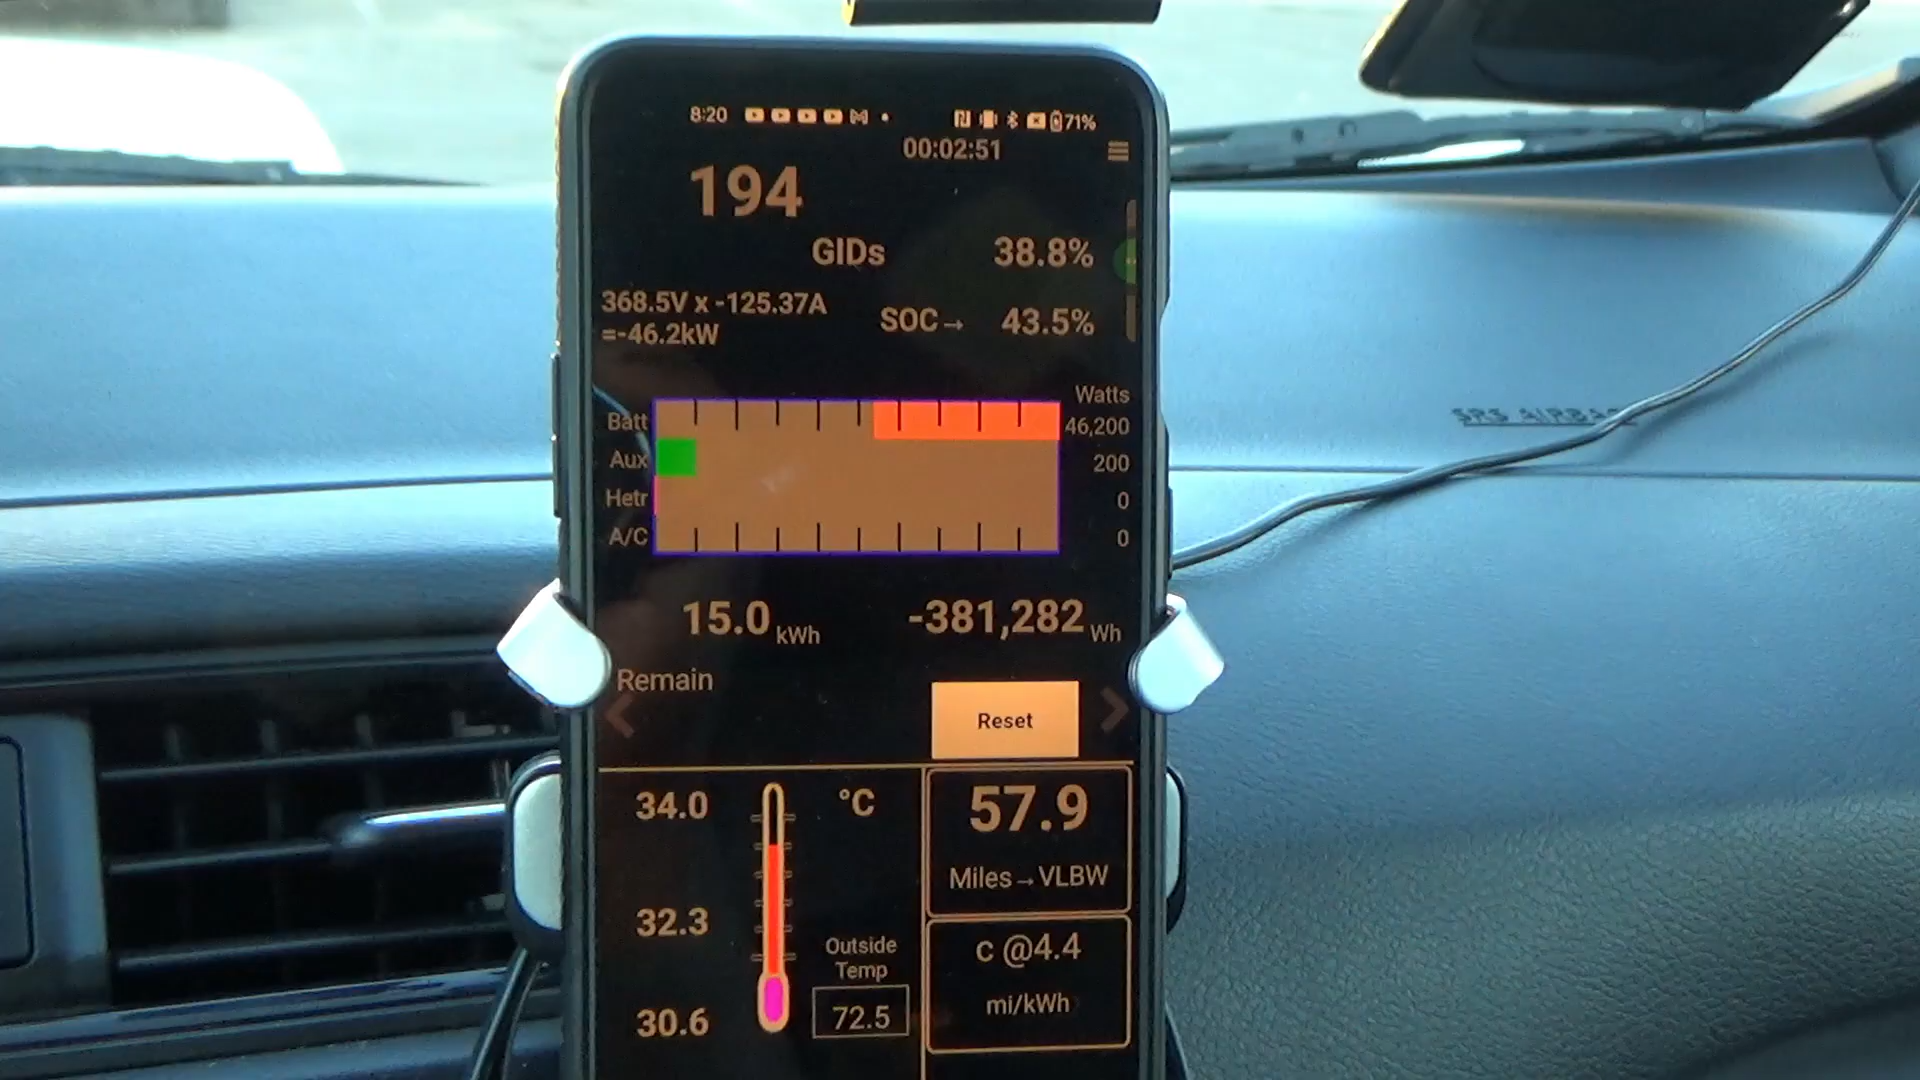 8:20 71%
00:02:51
194
GIDs 38.8%
368.5V x -125.37A
=-46.2kW
SOC→ 43.5%
Watts
Batt 46,200
Aux 200
Hetr 0
A/C 0
15.0 kWh -381,282 Wh
Remain
Reset
34.0 °C
32.3
30.6
Outside
Temp
72.5
57.9
Miles→VLBW
C @4.4
mi/kWh
SRS AIRBAG